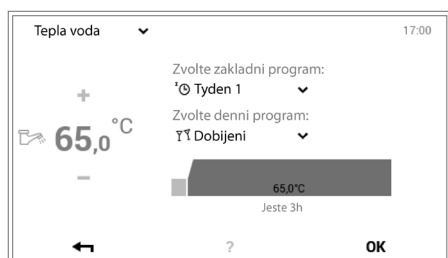 Tepla voda
17:00
Zvolte zakladni program:
Tyden 1
+
65,0 °C
−
Zvolte denni program:
Dobijeni
65,0°C
Jeste 3h
?
OK